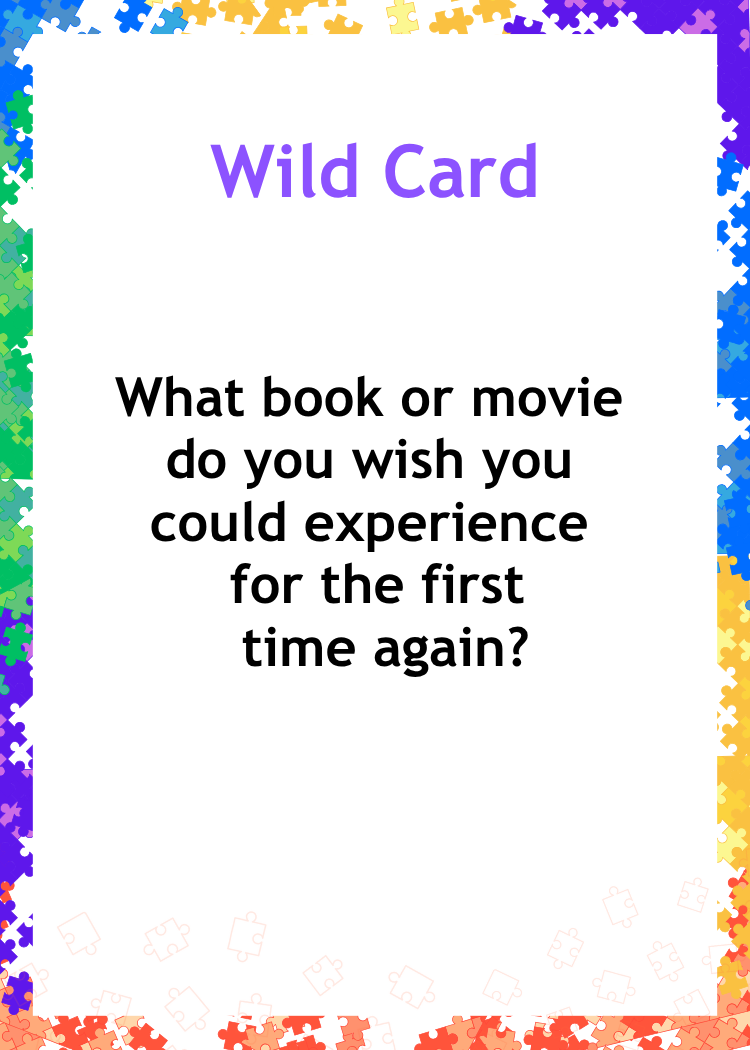 Wild Card
What book or movie
do you wish you
could experience
for the first
time again?